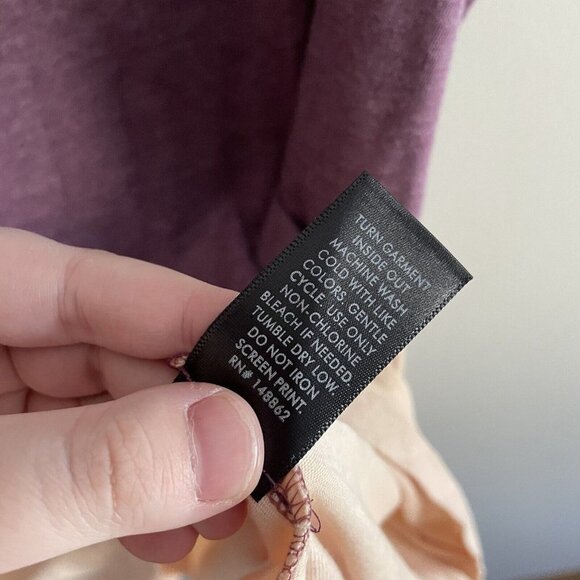 TURN GARMENT
INSIDE OUT.
MACHINE WASH
COLD WITH LIKE
COLORS. GENTLE
CYCLE. USE ONLY
NON-CHLORINE
BLEACH IF NEEDED.
TUMBLE DRY LOW.
DO NOT IRON
SCREEN PRINT.
RN# 148862